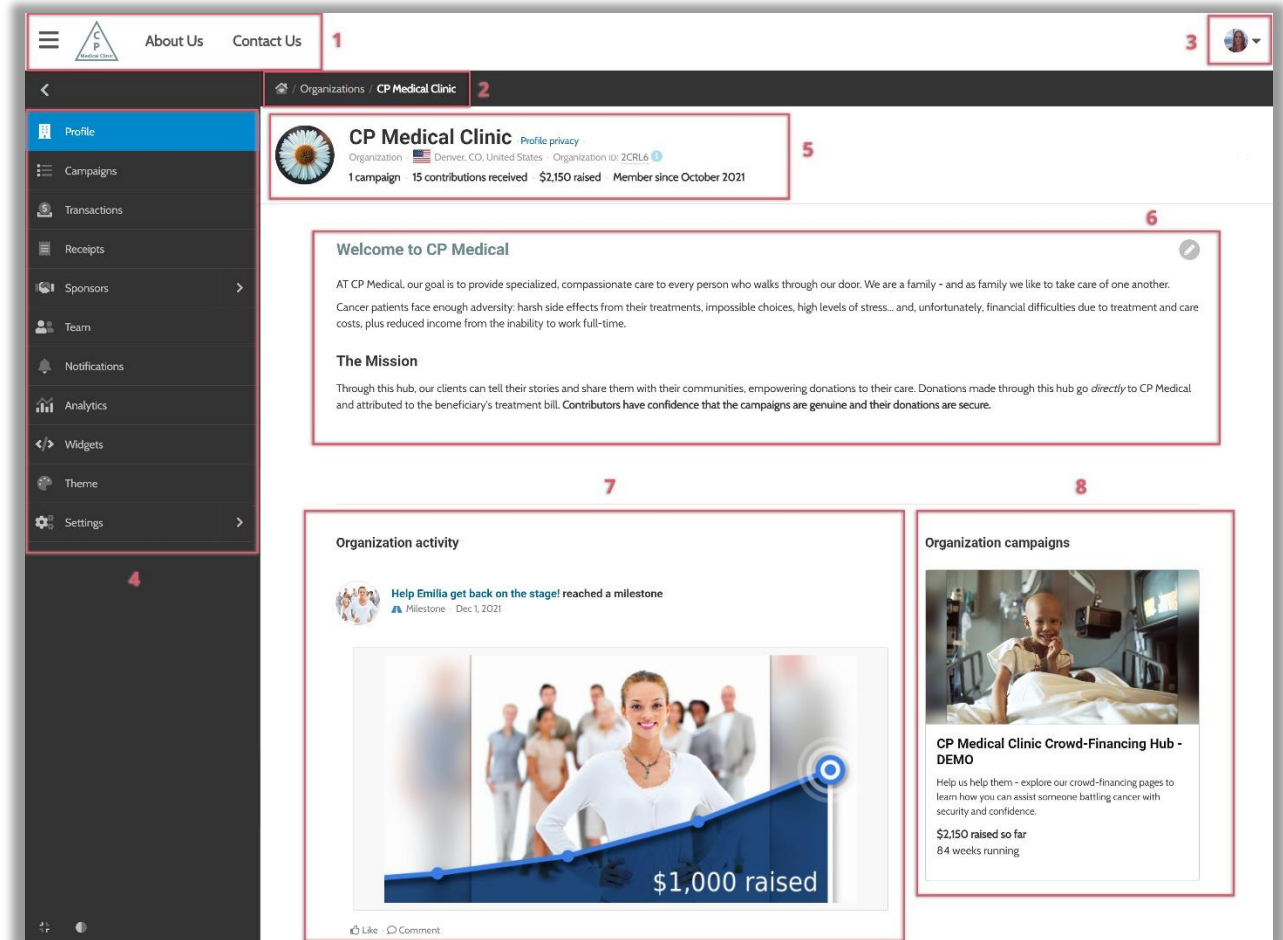 C
P
Medical Clinic
About Us
Contact Us
1
3
/ Organizations / CP Medical Clinic
2
Profile
Campaigns
Transactions
Receipts
Sponsors
Team
Notifications
Analytics
Widgets
Theme
Settings
4
CP Medical Clinic · Profile privacy ·
Organization · Denver, CO, United States · Organization ID: 2CRL6
1 campaign · 15 contributions received · $2,150 raised · Member since October 2021
5
6
Welcome to CP Medical
AT CP Medical, our goal is to provide specialized, compassionate care to every person who walks through our door. We are a family - and as family we like to take care of one another.
Cancer patients face enough adversity: harsh side effects from their treatments, impossible choices, high levels of stress... and, unfortunately, financial difficulties due to treatment and care
costs, plus reduced income from the inability to work full-time.
The Mission
Through this hub, our clients can tell their stories and share them with their communities, empowering donations to their care. Donations made through this hub go directly to CP Medical
and attributed to the beneficiary's treatment bill. Contributors have confidence that the campaigns are genuine and their donations are secure.
7
Organization activity
Help Emilia get back on the stage! reached a milestone
Milestone · Dec 1, 2021
$1,000 raised
Like · Comment
8
Organization campaigns
CP Medical Clinic Crowd-Financing Hub -
DEMO
Help us help them - explore our crowd-financing pages to
learn how you can assist someone battling cancer with
security and confidence.
$2,150 raised so far
84 weeks running